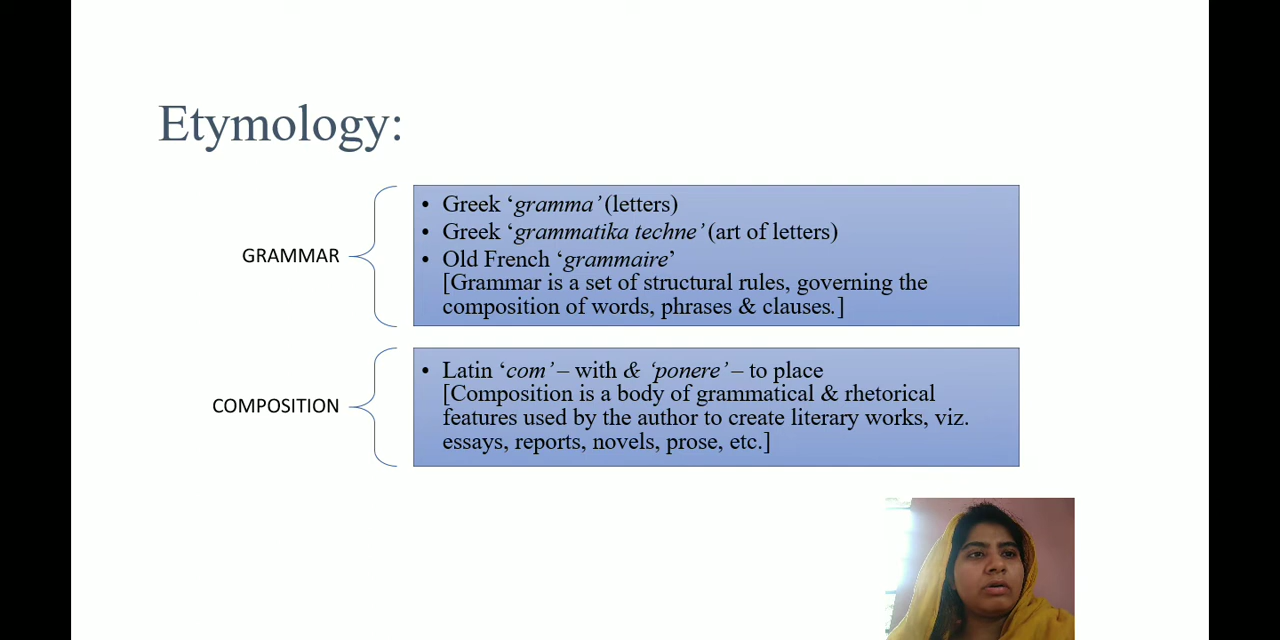 Etymology:
GRAMMAR
• Greek ‘gramma’ (letters)
• Greek ‘grammatika techne’ (art of letters)
• Old French ‘grammaire’
[Grammar is a set of structural rules, governing the
composition of words, phrases & clauses.]
COMPOSITION
• Latin ‘com’ – with & ‘ponere’ – to place
[Composition is a body of grammatical & rhetorical
features used by the author to create literary works, viz.
essays, reports, novels, prose, etc.]